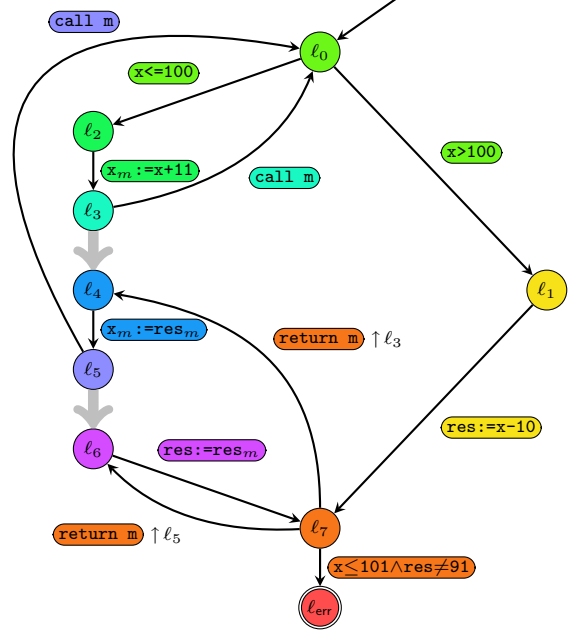 call m
ℓ₀
x<=100
ℓ₂
x>100
xₘ:=x+11
call m
ℓ₃
ℓ₄
ℓ₁
xₘ:=resₘ
return m ↑ℓ₃
ℓ₅
res:=x-10
ℓ₆
res:=resₘ
ℓ₇
return m ↑ℓ₅
x≤101∧res≠91
ℓerr